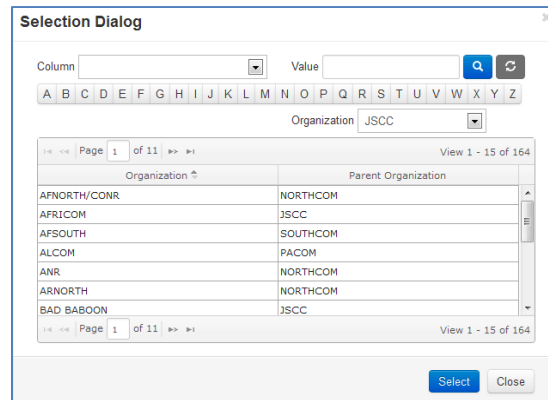 Selection Dialog
Column Value
A B C D E F G H I J K L M N O P Q R S T U V W X Y Z
Organization JSCC
Page 1 of 11 View 1 - 15 of 164
Organization Parent Organization
AFNORTH/CONR NORTHCOM
AFRICOM JSCC
AFSOUTH SOUTHCOM
ALCOM PACOM
ANR NORTHCOM
ARNORTH NORTHCOM
BAD BABOON JSCC
Page 1 of 11 View 1 - 15 of 164
Select Close